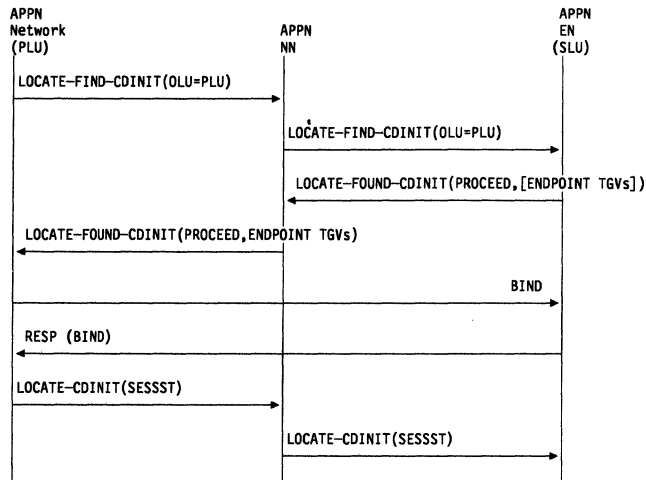 APPN
Network
(PLU)
APPN
NN
APPN
EN
(SLU)
LOCATE-FIND-CDINIT(OLU=PLU)
LOCATE-FIND-CDINIT(OLU=PLU)
LOCATE-FOUND-CDINIT(PROCEED,[ENDPOINT TGVs])
LOCATE-FOUND-CDINIT(PROCEED,ENDPOINT TGVs)
BIND
RESP (BIND)
LOCATE-CDINIT(SESSST)
LOCATE-CDINIT(SESSST)